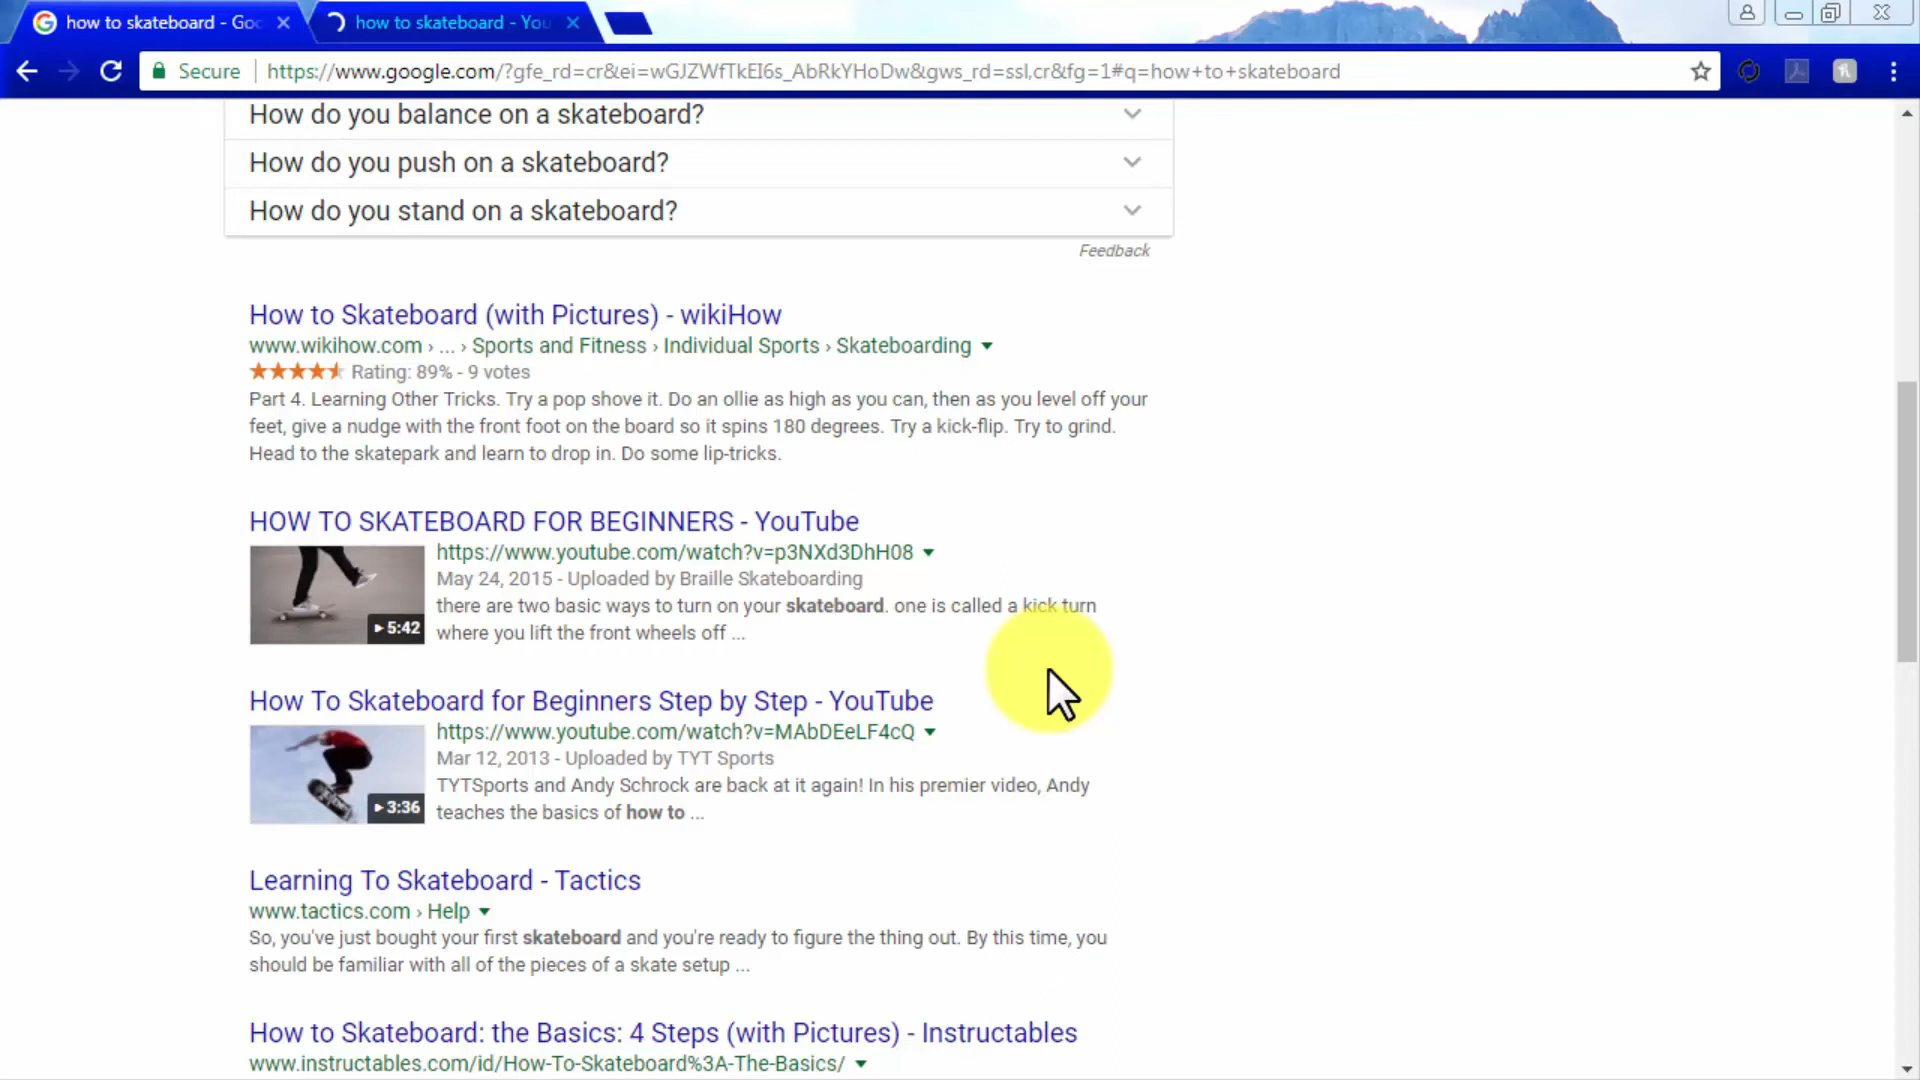 how to skateboard - Goo
how to skateboard - You
Secure
https://www.google.com/?gfe_rd=cr&ei=wGJZWfTkEI6s_AbRkYHoDw&gws_rd=ssl,cr&fg=1#q=how+to+skateboard
How do you balance on a skateboard?
How do you push on a skateboard?
How do you stand on a skateboard?
Feedback
How to Skateboard (with Pictures) - wikiHow
www.wikihow.com › ... › Sports and Fitness › Individual Sports › Skateboarding
Rating: 89% - 9 votes
Part 4. Learning Other Tricks. Try a pop shove it. Do an ollie as high as you can, then as you level off your
feet, give a nudge with the front foot on the board so it spins 180 degrees. Try a kick-flip. Try to grind.
Head to the skatepark and learn to drop in. Do some lip-tricks.
HOW TO SKATEBOARD FOR BEGINNERS - YouTube
https://www.youtube.com/watch?v=p3NXd3DhH08
May 24, 2015 - Uploaded by Braille Skateboarding
there are two basic ways to turn on your skateboard. one is called a kick turn
where you lift the front wheels off ...
5:42
How To Skateboard for Beginners Step by Step - YouTube
https://www.youtube.com/watch?v=MAbDEeLF4cQ
Mar 12, 2013 - Uploaded by TYT Sports
TYTSports and Andy Schrock are back at it again! In his premier video, Andy
teaches the basics of how to ...
3:36
Learning To Skateboard - Tactics
www.tactics.com › Help
So, you've just bought your first skateboard and you're ready to figure the thing out. By this time, you
should be familiar with all of the pieces of a skate setup ...
How to Skateboard: the Basics: 4 Steps (with Pictures) - Instructables
www.instructables.com/id/How-To-Skateboard%3A-The-Basics/